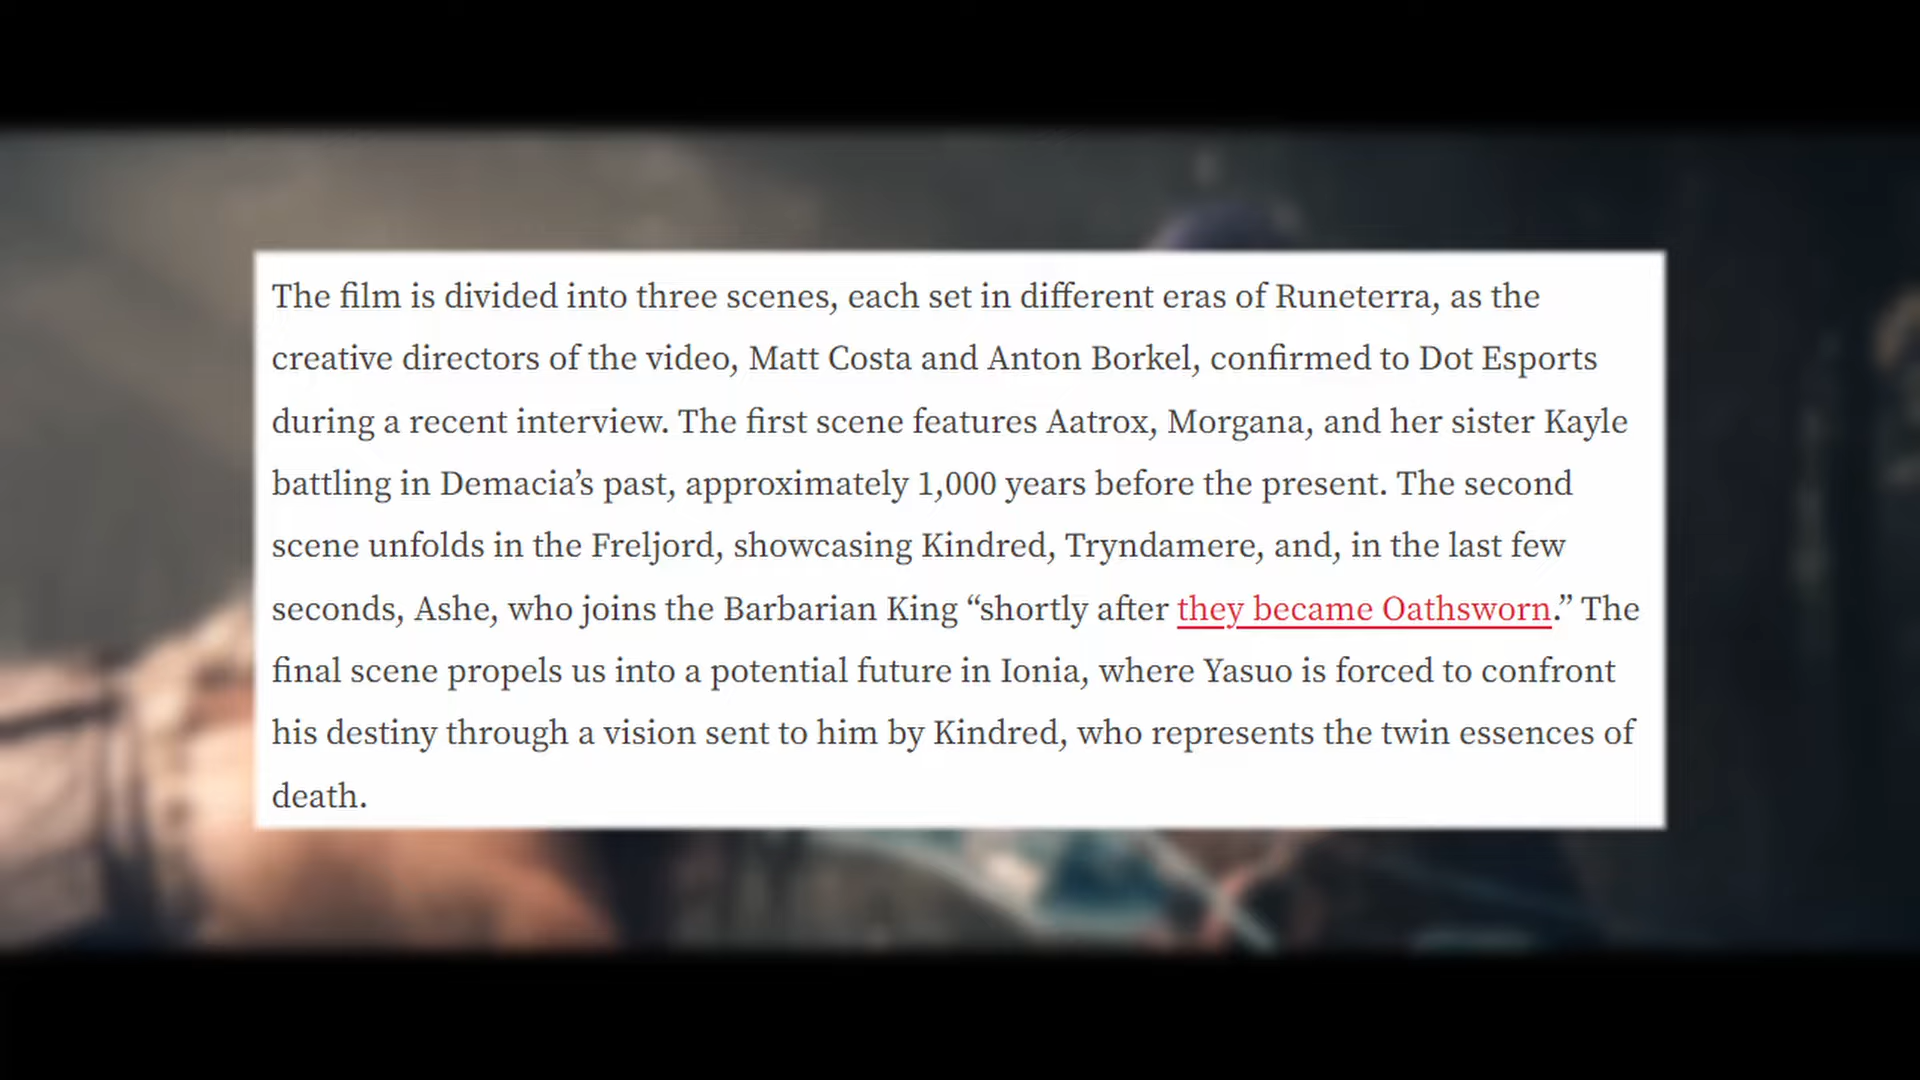 The film is divided into three scenes, each set in different eras of Runeterra, as the
creative directors of the video, Matt Costa and Anton Borkel, confirmed to Dot Esports
during a recent interview. The first scene features Aatrox, Morgana, and her sister Kayle
battling in Demacia’s past, approximately 1,000 years before the present. The second
scene unfolds in the Freljord, showcasing Kindred, Tryndamere, and, in the last few
seconds, Ashe, who joins the Barbarian King “shortly after they became Oathsworn.” The
final scene propels us into a potential future in Ionia, where Yasuo is forced to confront
his destiny through a vision sent to him by Kindred, who represents the twin essences of
death.